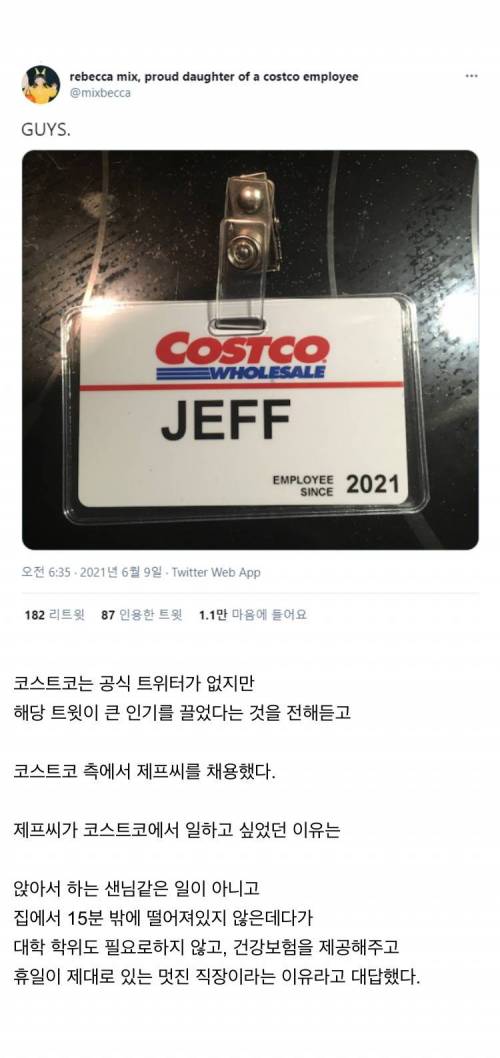 rebecca mix, proud daughter of a costco employee
@mixbecca
GUYS.
COSTCO
WHOLESALE
JEFF
EMPLOYEE
SINCE 2021
오전 6:35 · 2021년 6월 9일 · Twitter Web App
182 리트윗 87 인용한 트윗 1.1만 마음에 들어요
코스트코는 공식 트위터가 없지만
해당 트윗이 큰 인기를 끌었다는 것을 전해듣고
코스트코 측에서 제프씨를 채용했다.
제프씨가 코스트코에서 일하고 싶었던 이유는
앉아서 하는 샌님같은 일이 아니고
집에서 15분 밖에 떨어져있지 않은데다가
대학 학위도 필요로하지 않고, 건강보험을 제공해주고
휴일이 제대로 있는 멋진 직장이라는 이유라고 대답했다.